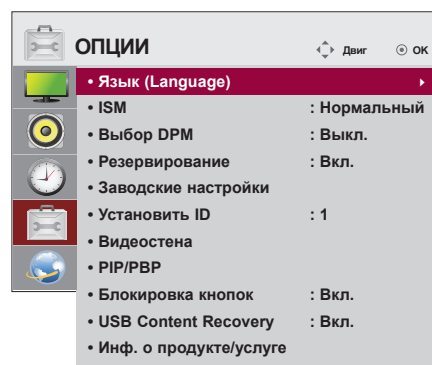 ОПЦИИ Двиг ОК
• Язык (Language)
• ISM : Нормальный
• Выбор DPM : Выкл.
• Резервирование : Вкл.
• Заводские настройки
• Установить ID : 1
• Видеостена
• PIP/PBP
• Блокировка кнопок : Вкл.
• USB Content Recovery : Вкл.
• Инф. о продукте/услуге